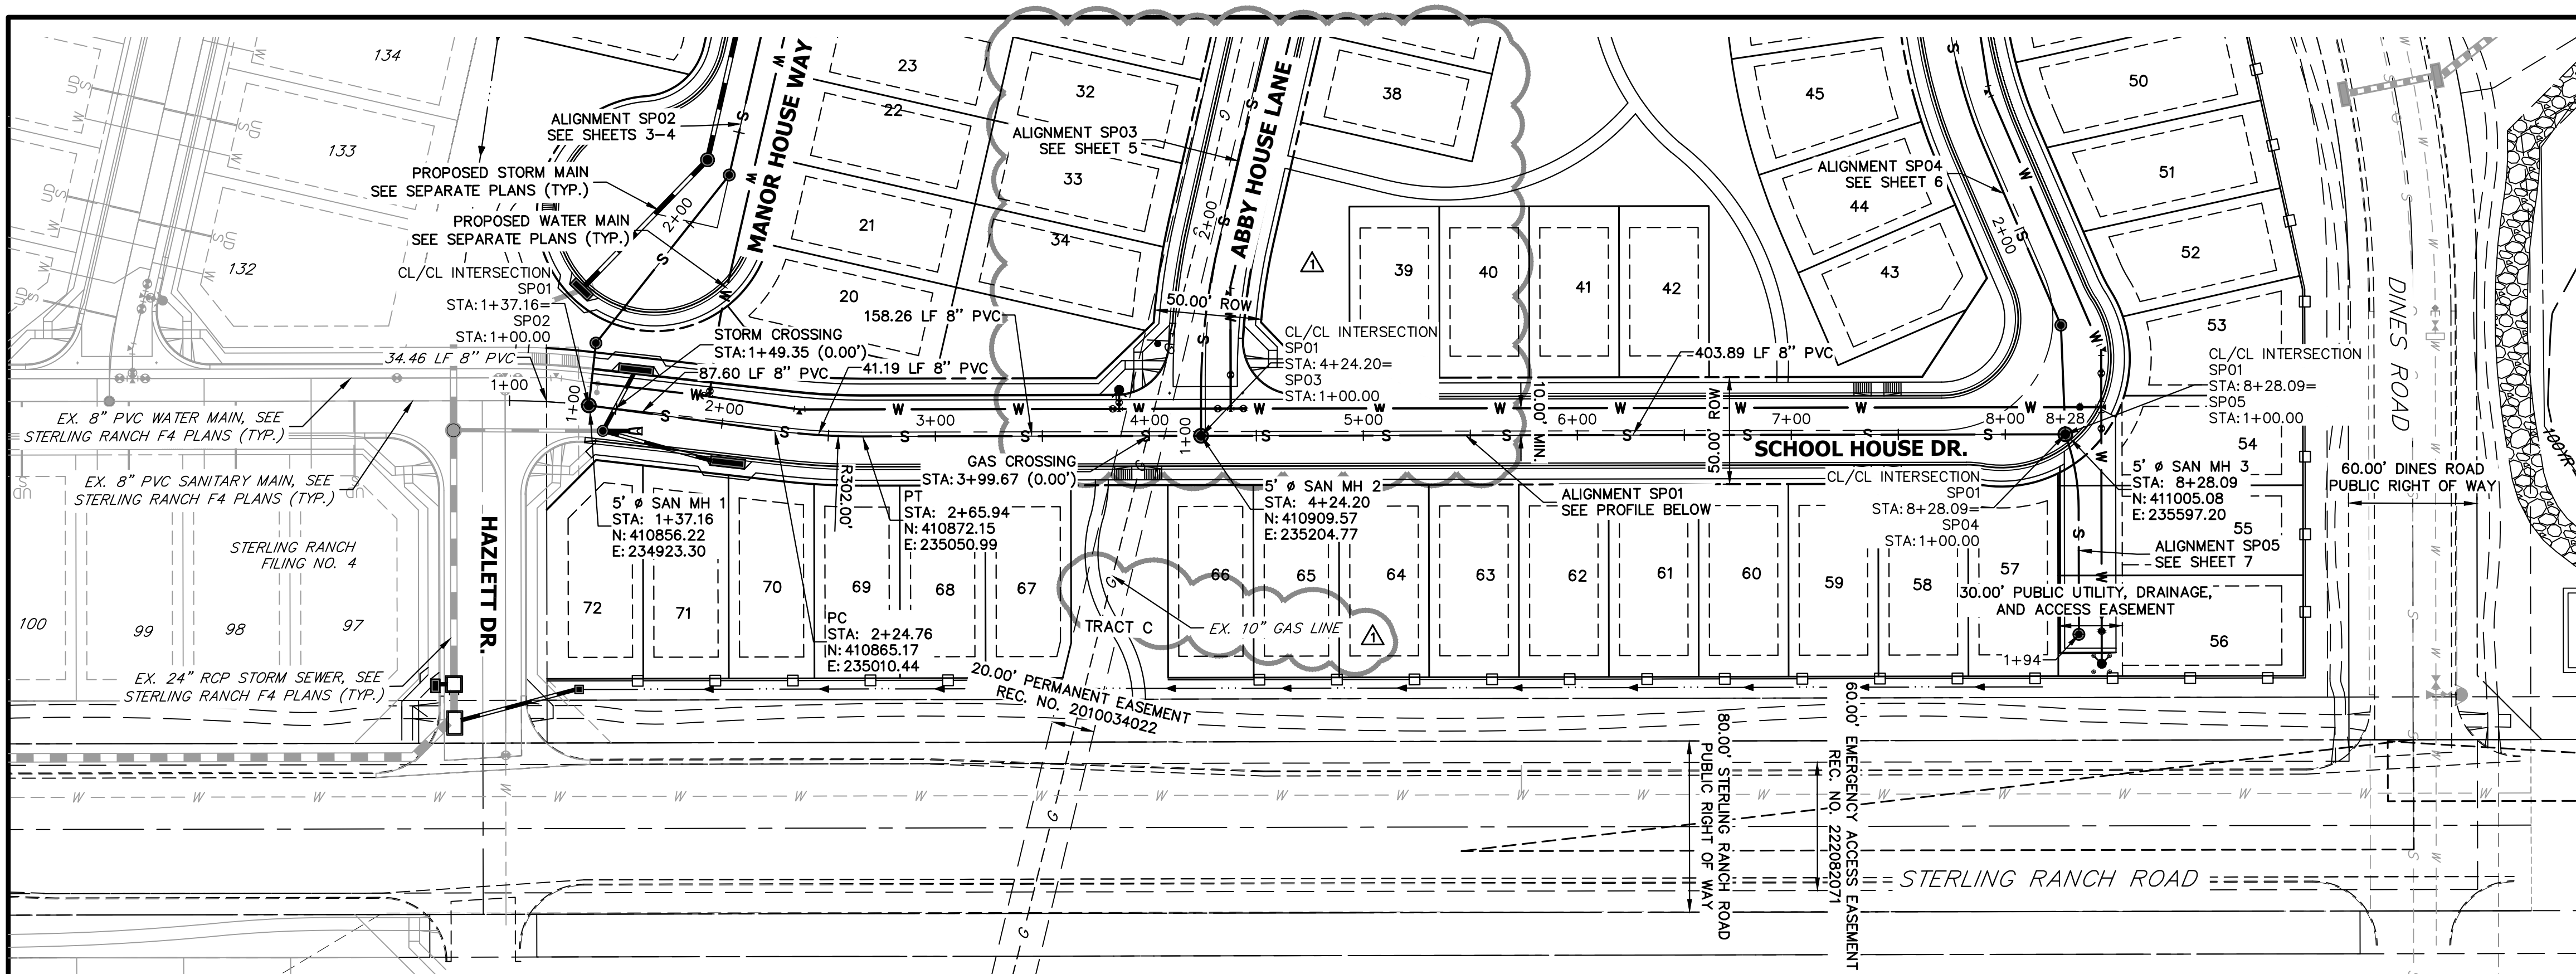 134
133
132
ALIGNMENT SP02
SEE SHEETS 3-4
PROPOSED STORM MAIN
SEE SEPARATE PLANS (TYP.)
PROPOSED WATER MAIN
SEE SEPARATE PLANS (TYP.)
CL/CL INTERSECTION
SP01
STA:1+37.16=
SP02
STA:1+00.00
34.46 LF 8" PVC
1+00
1+00
2+00
MANOR HOUSE WAY
23
22
21
20
STORM CROSSING
STA:1+49.35 (0.00')
87.60 LF 8" PVC
41.19 LF 8" PVC
158.26 LF 8" PVC
32
33
34
ALIGNMENT SP03
SEE SHEET 5
ABBY HOUSE LANE
2+00
50.00' ROW
38
1
39
40
41
42
CL/CL INTERSECTION
SP01
STA:4+24.20=
SP03
STA:1+00.00
403.89 LF 8" PVC
45
44
43
ALIGNMENT SP04
SEE SHEET 6
2+00
50
51
52
53
54
55
56
CL/CL INTERSECTION
SP01
STA:8+28.09=
SP05
STA:1+00.00
DINES ROAD
100YR
60.00' DINES ROAD
PUBLIC RIGHT OF WAY
EX. 8" PVC WATER MAIN, SEE
STERLING RANCH F4 PLANS (TYP.)
EX. 8" PVC SANITARY MAIN, SEE
STERLING RANCH F4 PLANS (TYP.)
2+00
3+00
4+00
1+00
5+00
6+00
7+00
8+00
8+28
10.00' MIN.
50.00' ROW
SCHOOL HOUSE DR.
GAS CROSSING
STA:3+99.67 (0.00')
R302.00'
5' ø SAN MH 1
STA: 1+37.16
N:410856.22
E:234923.30
PT
STA: 2+65.94
N:410872.15
E:235050.99
5' ø SAN MH 2
STA: 4+24.20
N:410909.57
E:235204.77
ALIGNMENT SP01
SEE PROFILE BELOW
CL/CL INTERSECTION
SP01
STA:8+28.09=
SP04
STA:1+00.00
5' ø SAN MH 3
STA: 8+28.09
N:411005.08
E:235597.20
ALIGNMENT SP05
SEE SHEET 7
30.00' PUBLIC UTILITY, DRAINAGE,
AND ACCESS EASEMENT
1+94
STERLING RANCH
FILING NO. 4
HAZLETT DR.
100
99
98
97
72
71
70
69
68
67
66
65
64
63
62
61
60
59
58
57
PC
STA: 2+24.76
N:410865.17
E:235010.44
TRACT C
EX. 10" GAS LINE
1
EX. 24" RCP STORM SEWER, SEE
STERLING RANCH F4 PLANS (TYP.)
20.00' PERMANENT EASEMENT
REC. NO. 2010034022
80.00' STERLING RANCH ROAD
PUBLIC RIGHT OF WAY
60.00' EMERGENCY ACCESS EASEMENT
REC. NO. 222082071
STERLING RANCH ROAD